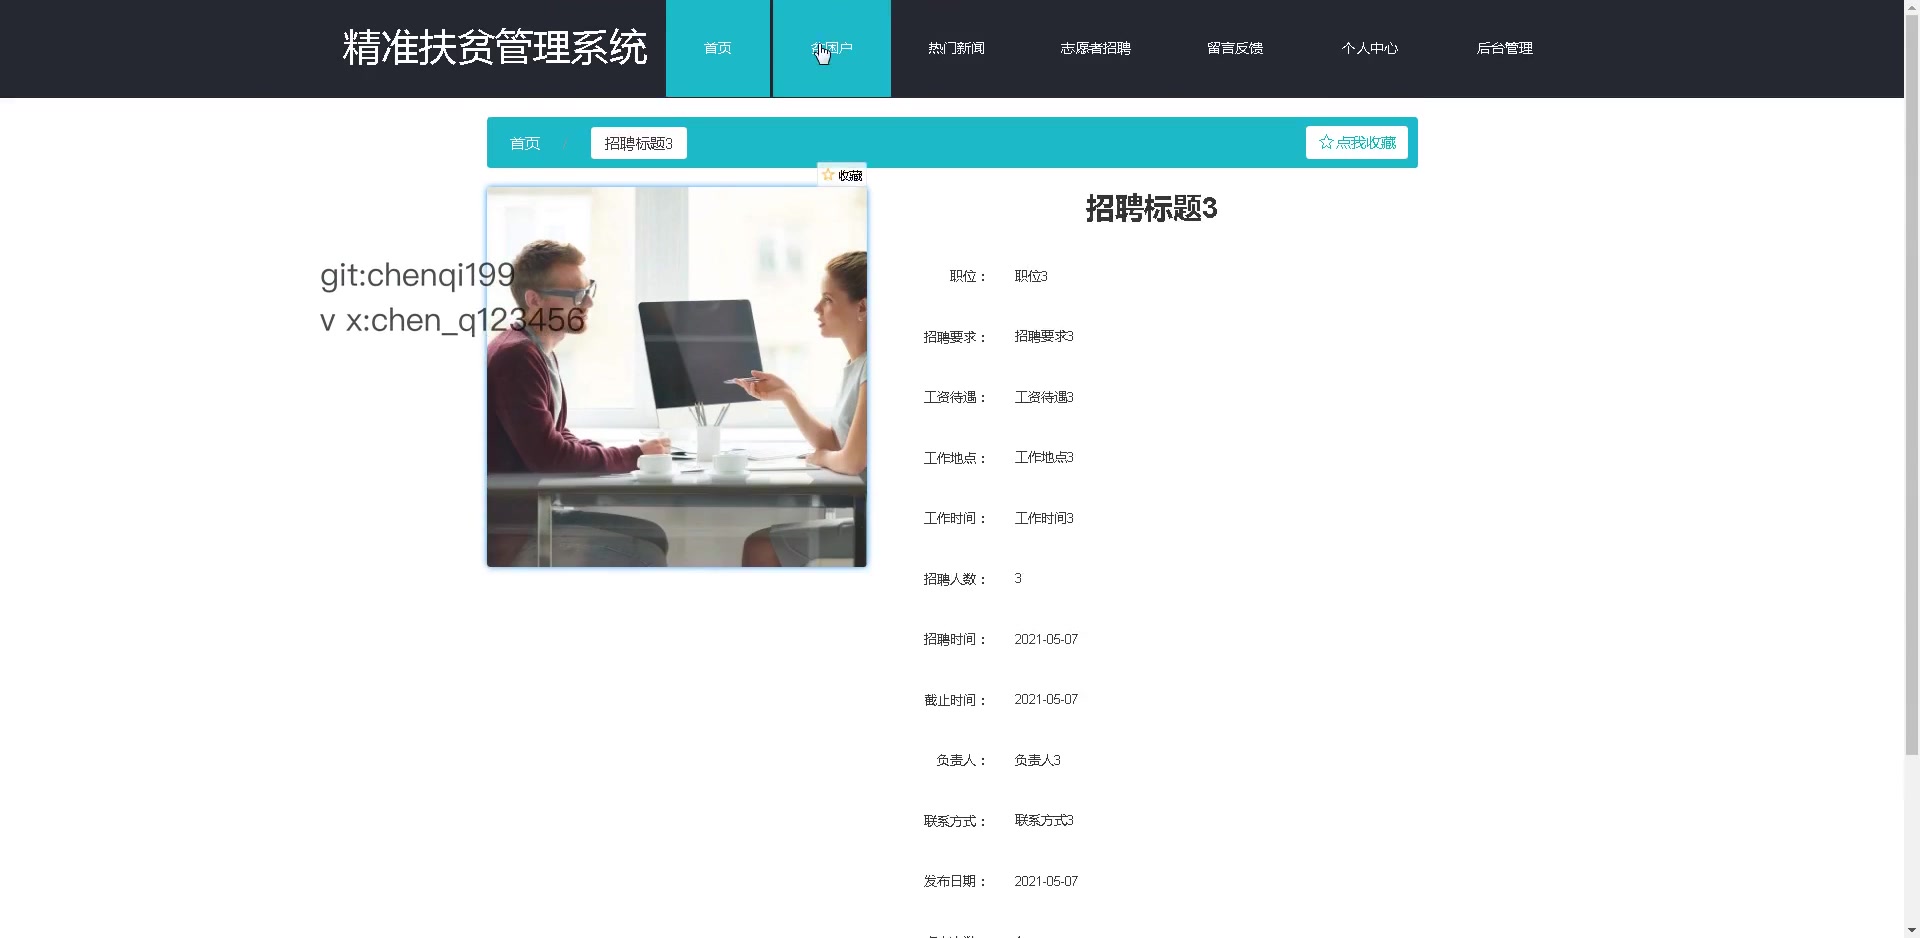 精准扶贫管理系统
首页
贫困户
热门新闻
志愿者招聘
留言反馈
个人中心
后台管理
首页 / 招聘标题3
☆点我收藏
☆ 收藏
招聘标题3
git:chenqi199
v x:chen_q123456
职位： 职位3
招聘要求： 招聘要求3
工资待遇： 工资待遇3
工作地点： 工作地点3
工作时间： 工作时间3
招聘人数： 3
招聘时间： 2021-05-07
截止时间： 2021-05-07
负责人： 负责人3
联系方式： 联系方式3
发布日期： 2021-05-07